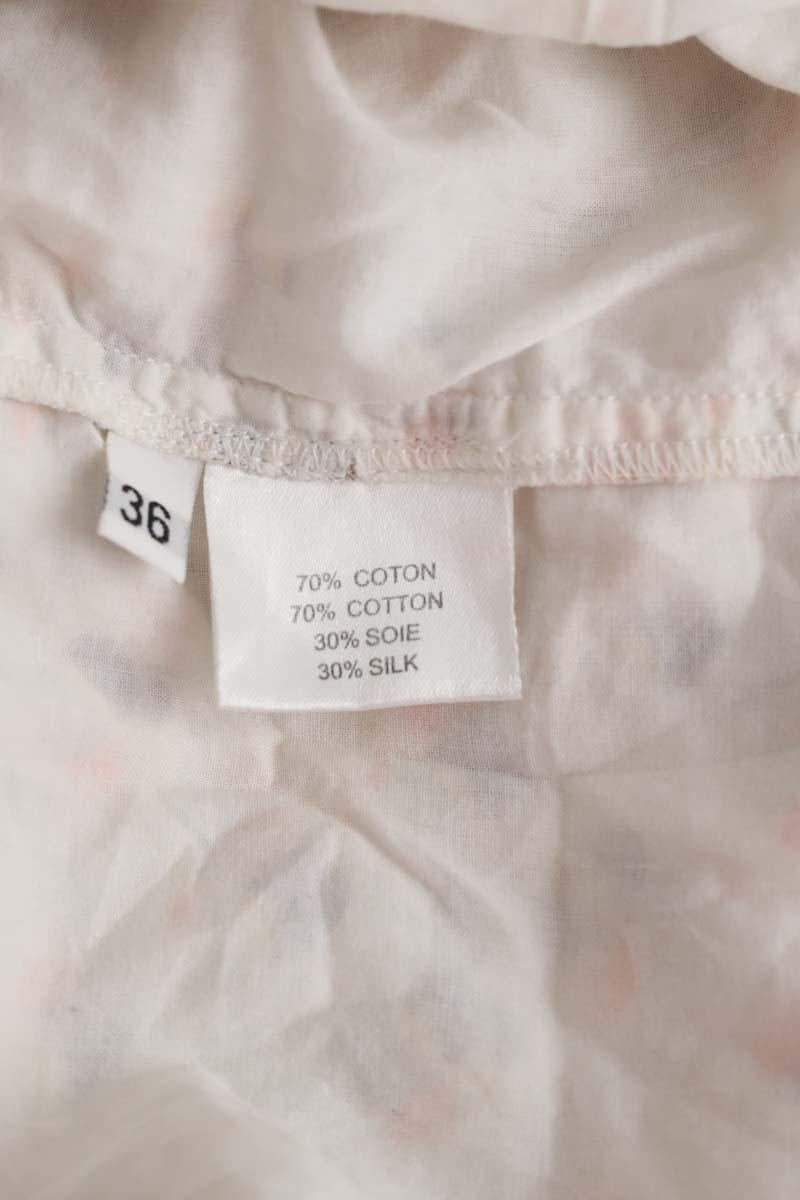 36
70% COTON
70% COTTON
30% SOIE
30% SILK